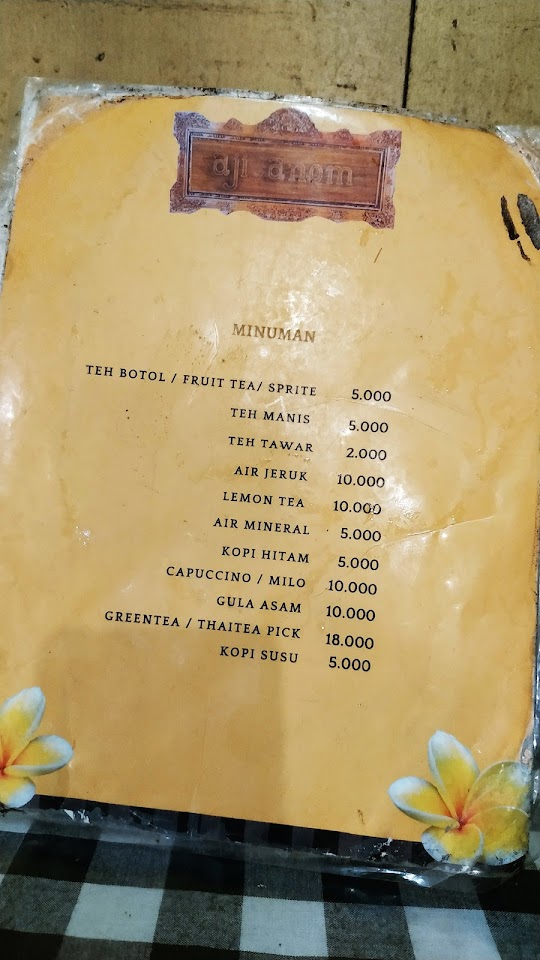 dji anom
MINUMAN
TEH BOTOL / FRUIT TEA/ SPRITE 5.000
TEH MANIS 5.000
TEH TAWAR 2.000
AIR JERUK 10.000
LEMON TEA 10.000
AIR MINERAL 5.000
KOPI HITAM 5.000
CAPUCCINO / MILO 10.000
GULA ASAM 10.000
GREENTEA / THAITEA PICK 18.000
KOPI SUSU 5.000